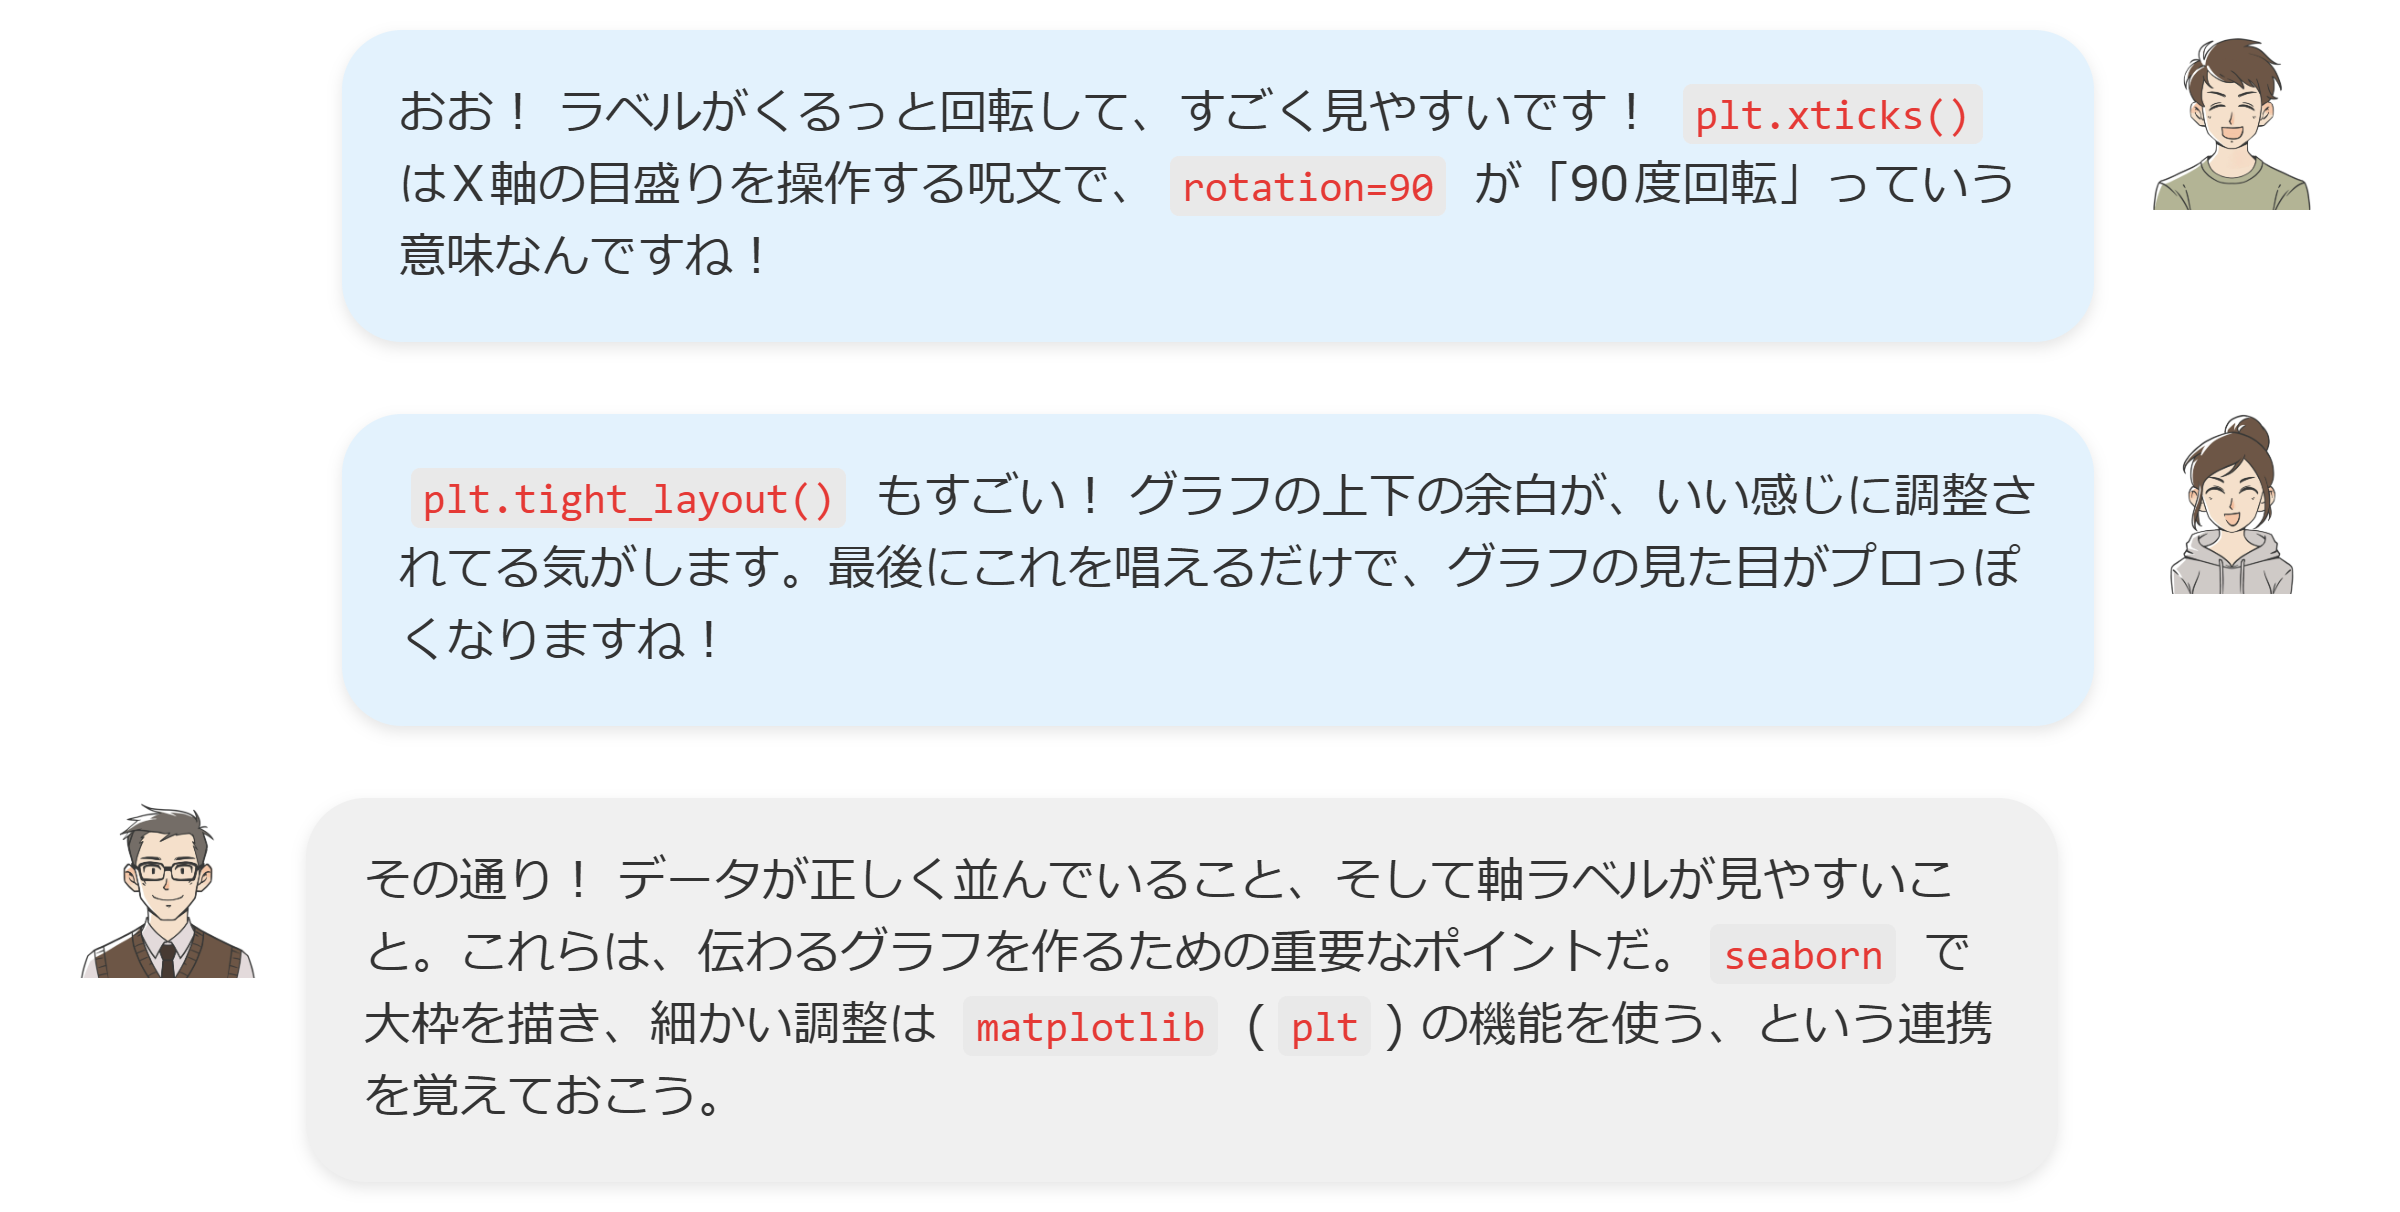 おお！ ラベルがくるっと回転して、すごく見やすいです！ plt.xticks()
はX軸の目盛りを操作する呪文で、 rotation=90 が「90度回転」っていう
意味なんですね！
plt.tight_layout() もすごい！ グラフの上下の余白が、いい感じに調整さ
れてる気がします。最後にこれを唱えるだけで、グラフの見た目がプロっぽ
くなりますね！
その通り！ データが正しく並んでいること、そして軸ラベルが見やすいこ
と。これらは、伝わるグラフを作るための重要なポイントだ。 seaborn で
大枠を描き、細かい調整は matplotlib ( plt ) の機能を使う、という連携
を覚えておこう。